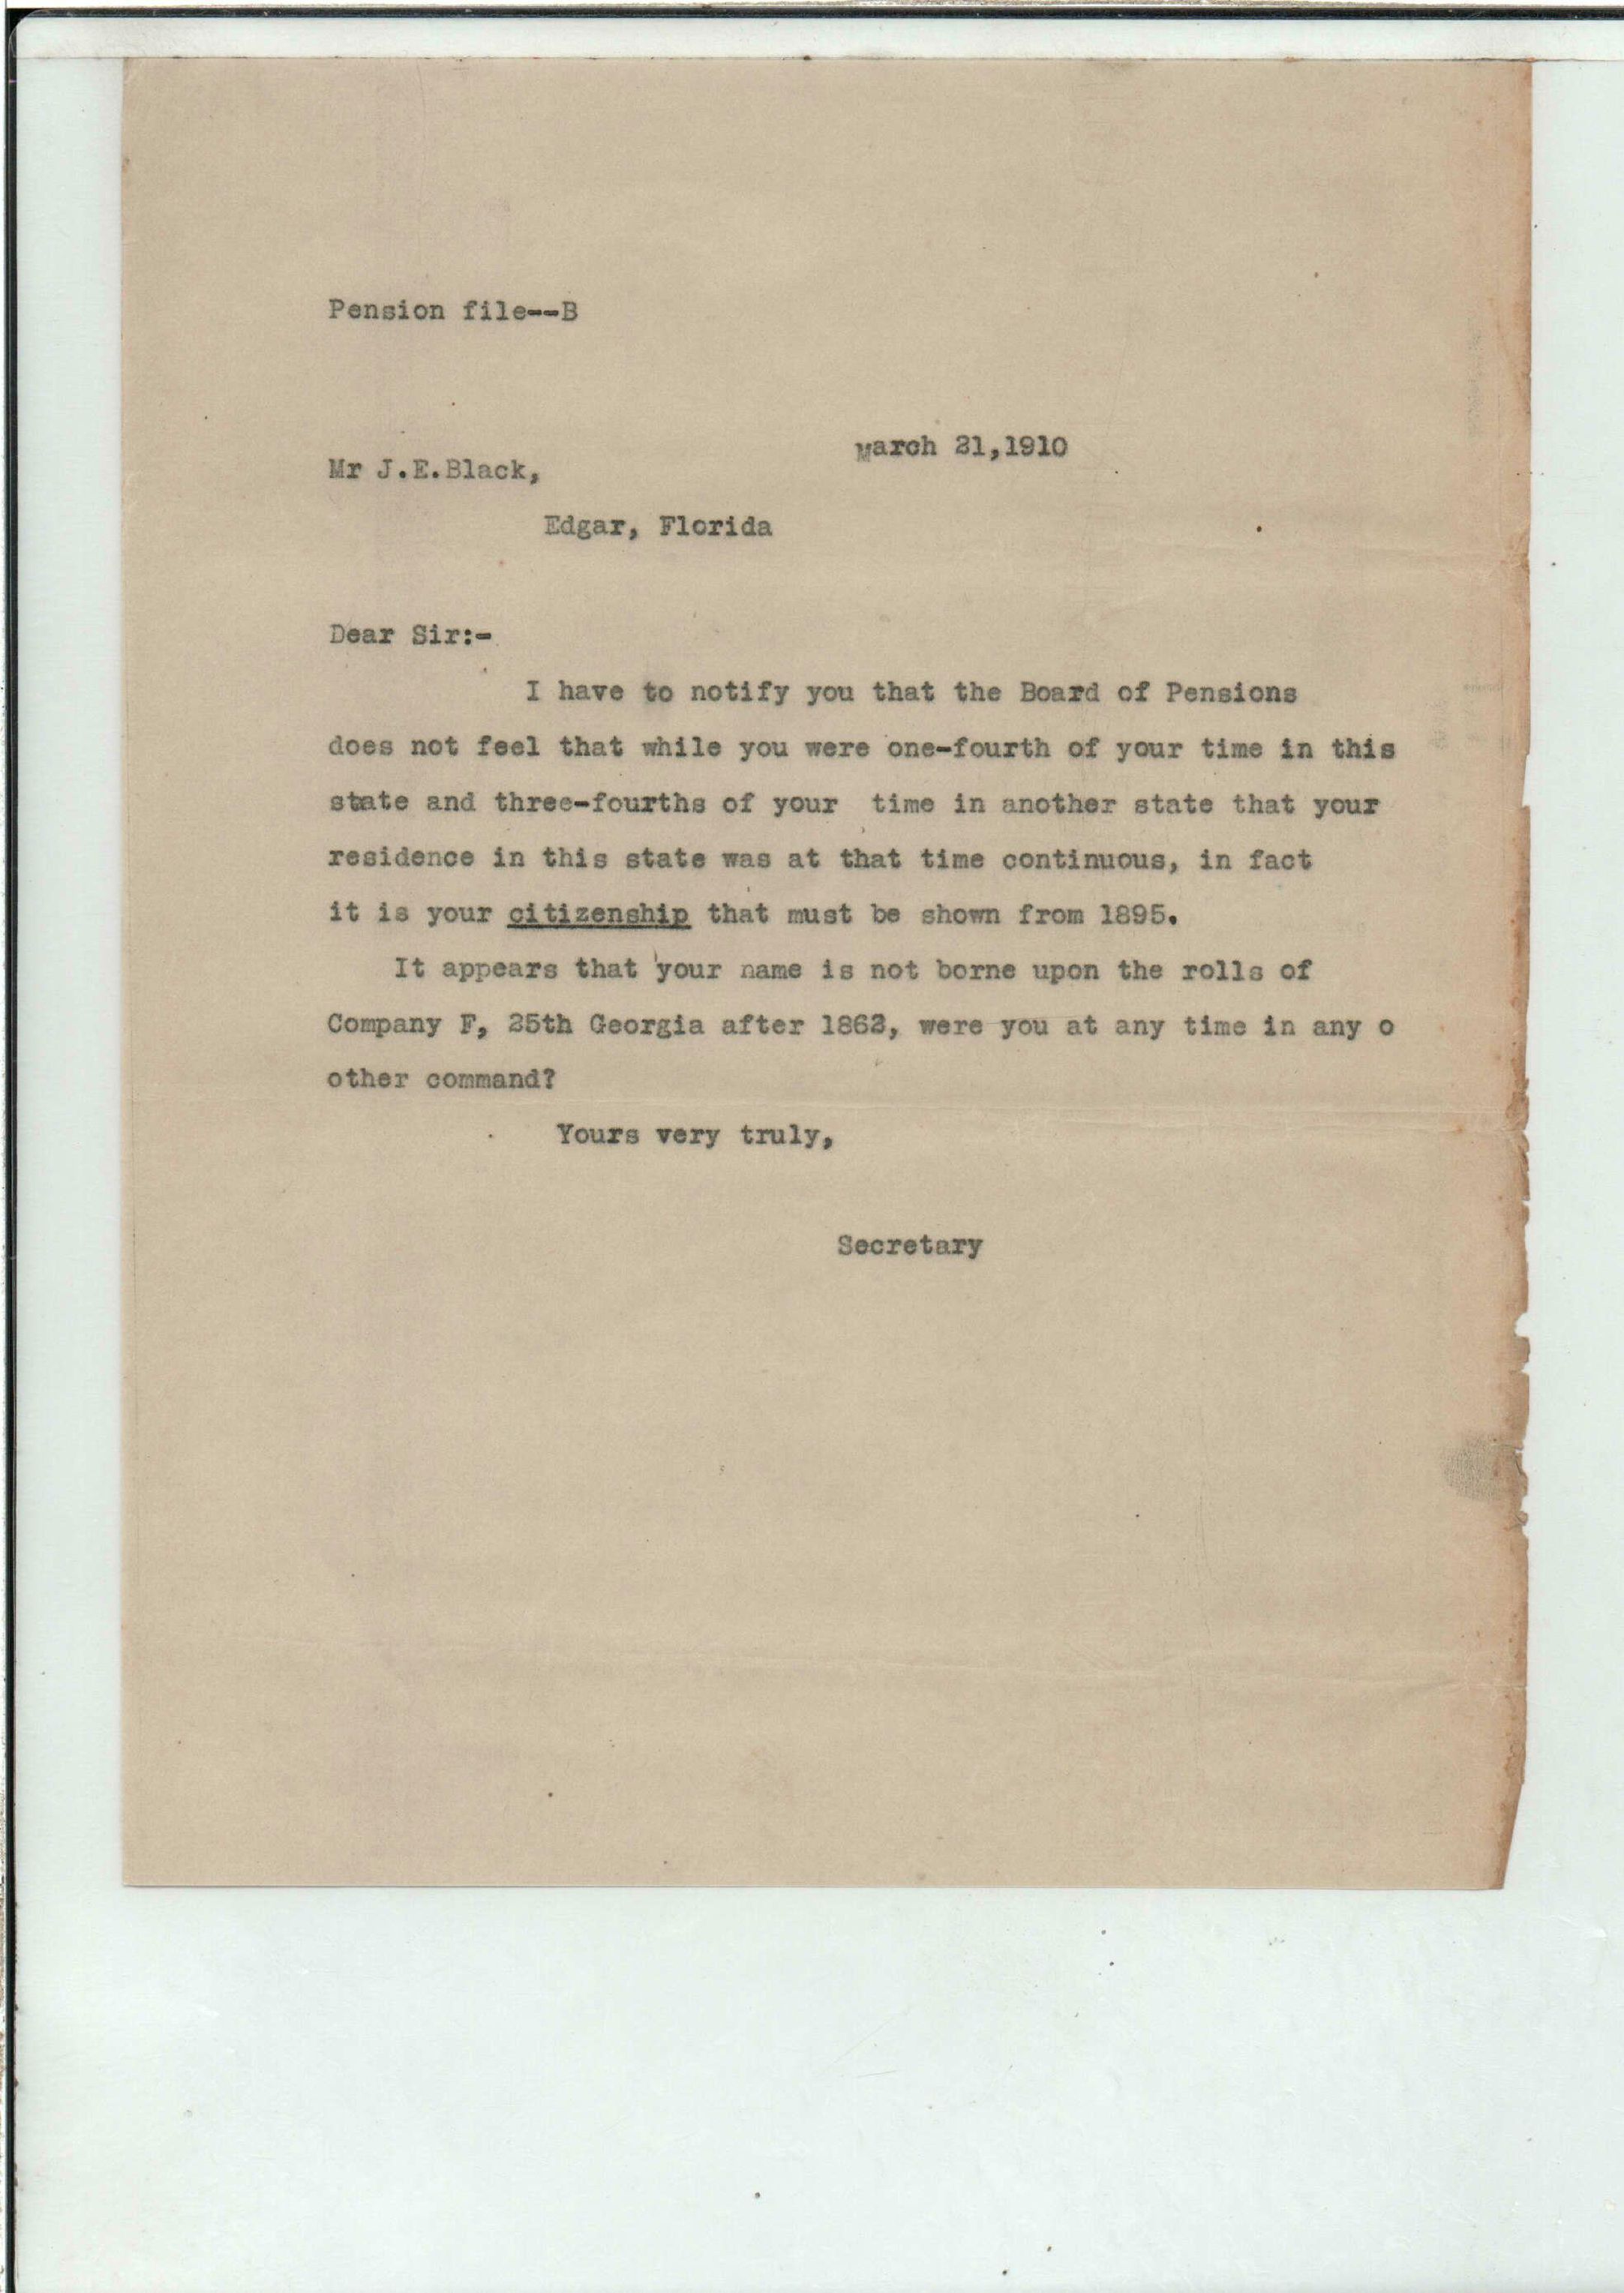 Pension file--B
March 21,1910
Mr J.E.Black,
Edgar, Florida
Dear Sir:-
I have to notify you that the Board of Pensions
does not feel that while you were one-fourth of your time in this
state and three-fourths of your time in another state that your
residence in this state was at that time continuous, in fact
it is your citizenship that must be shown from 1895.
It appears that your name is not borne upon the rolls of
Company F, 25th Georgia after 1862, were you at any time in any o
other command?
Yours very truly,
Secretary